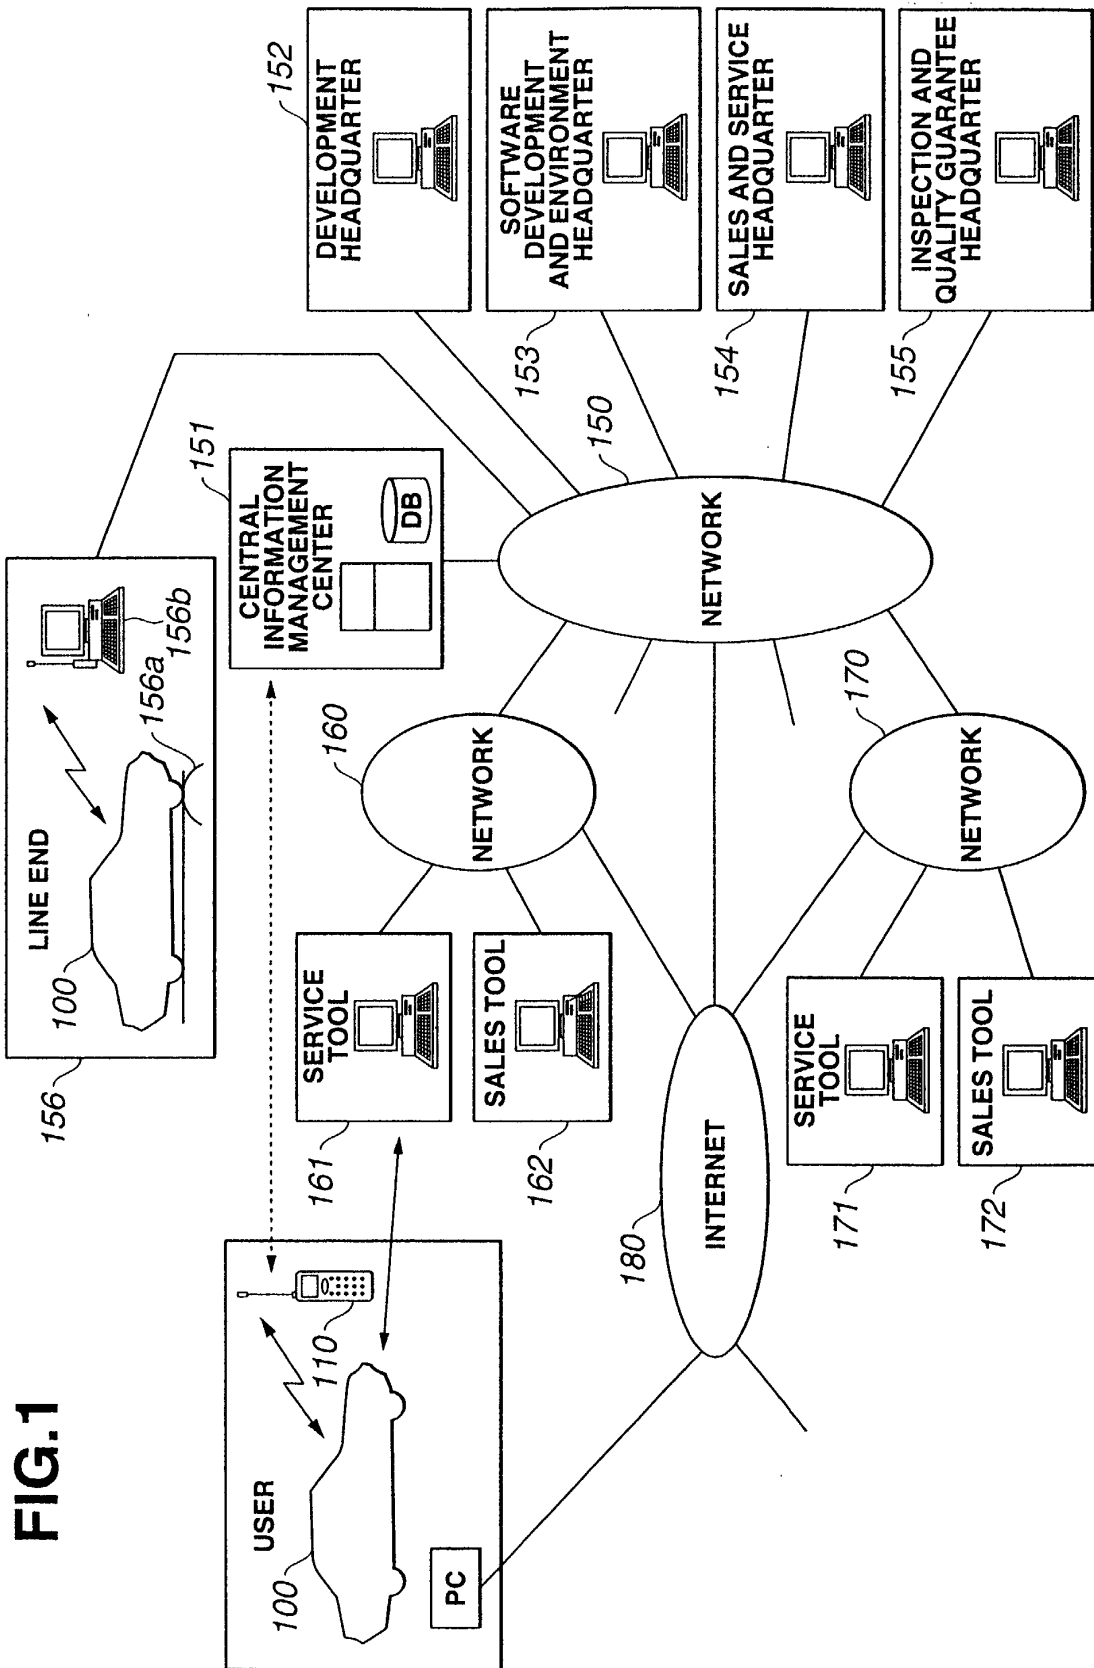 FIG.1
156
LINE END
100
156a
156b
152
DEVELOPMENT
HEADQUARTER
151
CENTRAL
INFORMATION
MANAGEMENT
CENTER
DB
USER
100
110
PC
161
SERVICE
TOOL
162
SALES TOOL
160
NETWORK
150
NETWORK
153
SOFTWARE
DEVELOPMENT
AND ENVIRONMENT
HEADQUARTER
154
SALES AND SERVICE
HEADQUARTER
155
INSPECTION AND
QUALITY GUARANTEE
HEADQUARTER
180
INTERNET
170
NETWORK
171
SERVICE
TOOL
172
SALES TOOL